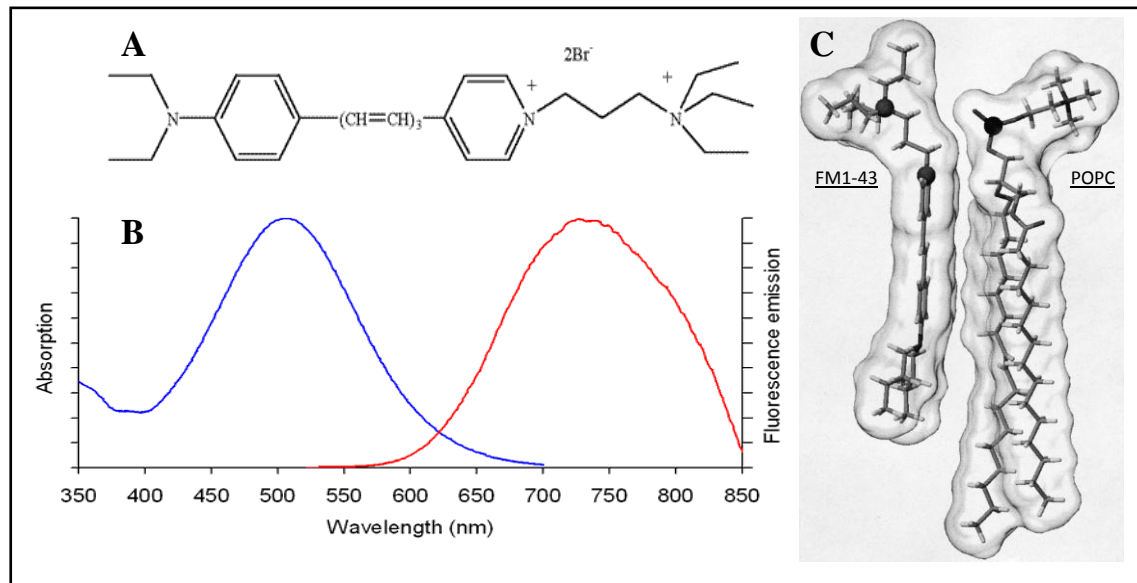 A
2Br⁻
+
+
N
(CH=CH)₃
N
N
B
Absorption
Fluorescence emission
350 400 450 500 550 600 650 700 750 800 850
Wavelength (nm)
C
FM1-43
POPC